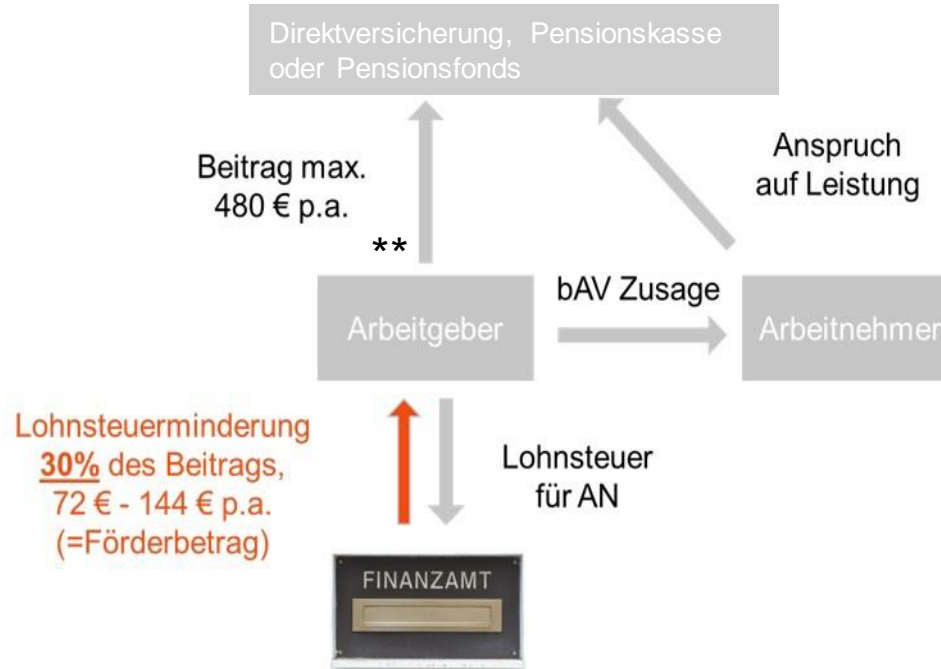 Direktversicherung, Pensionskasse
oder Pensionsfonds
Beitrag max.
480 € p.a.
**
Anspruch
auf Leistung
Arbeitgeber
bAV Zusage
Arbeitnehmer
Lohnsteuerminderung
30% des Beitrags,
72 € - 144 € p.a.
(=Förderbetrag)
Lohnsteuer
für AN
FINANZAMT